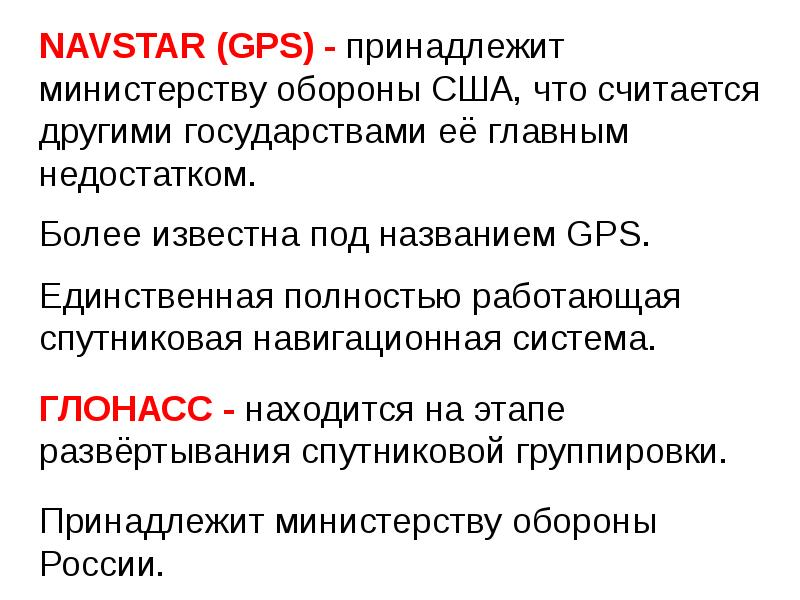 NAVSTAR (GPS) - принадлежит
министерству обороны США, что считается
другими государствами её главным
недостатком.
Более известна под названием GPS.
Единственная полностью работающая
спутниковая навигационная система.
ГЛОНАСС - находится на этапе
развёртывания спутниковой группировки.
Принадлежит министерству обороны
России.